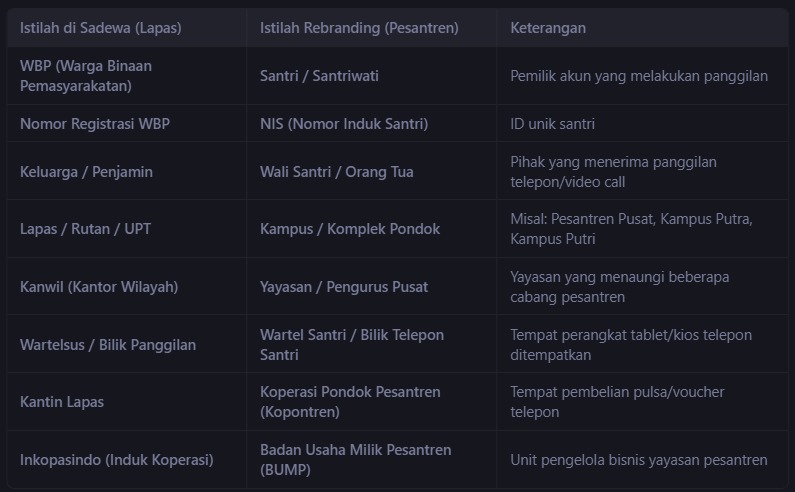 Istilah di Sadewa (Lapas)
Istilah Rebranding (Pesantren)
Keterangan
WBP (Warga Binaan
Pemasyarakatan)
Santri / Santriwati
Pemilik akun yang melakukan panggilan
Nomor Registrasi WBP
NIS (Nomor Induk Santri)
ID unik santri
Keluarga / Penjamin
Wali Santri / Orang Tua
Pihak yang menerima panggilan
telepon/video call
Lapas / Rutan / UPT
Kampus / Komplek Pondok
Misal: Pesantren Pusat, Kampus Putra,
Kampus Putri
Kanwil (Kantor Wilayah)
Yayasan / Pengurus Pusat
Yayasan yang menaungi beberapa
cabang pesantren
Wartelsus / Bilik Panggilan
Wartel Santri / Bilik Telepon
Santri
Tempat perangkat tablet/kios telepon
ditempatkan
Kantin Lapas
Koperasi Pondok Pesantren
(Kopontren)
Tempat pembelian pulsa/voucher
telepon
Inkopasindo (Induk Koperasi)
Badan Usaha Milik Pesantren
(BUMP)
Unit pengelola bisnis yayasan pesantren